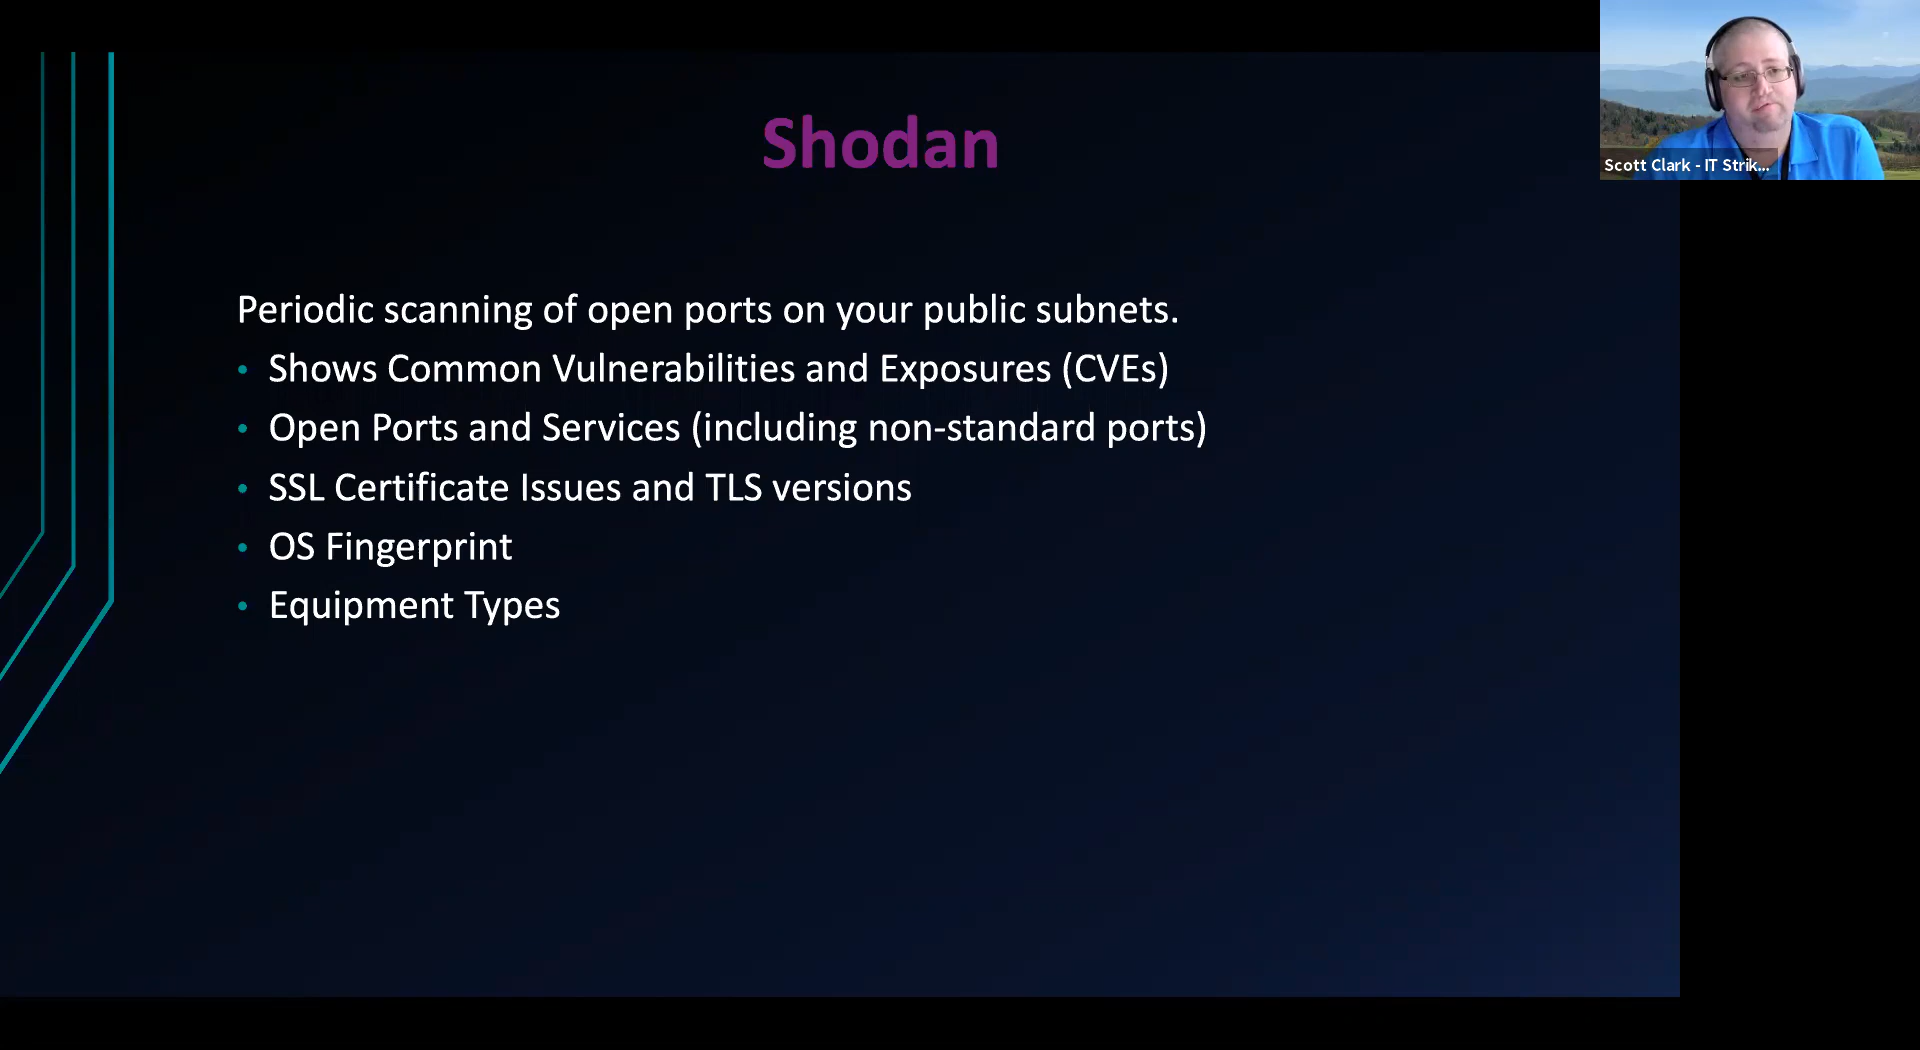 Shodan
Periodic scanning of open ports on your public subnets.
• Shows Common Vulnerabilities and Exposures (CVEs)
• Open Ports and Services (including non-standard ports)
• SSL Certificate Issues and TLS versions
• OS Fingerprint
• Equipment Types
Scott Clark - IT Strik...